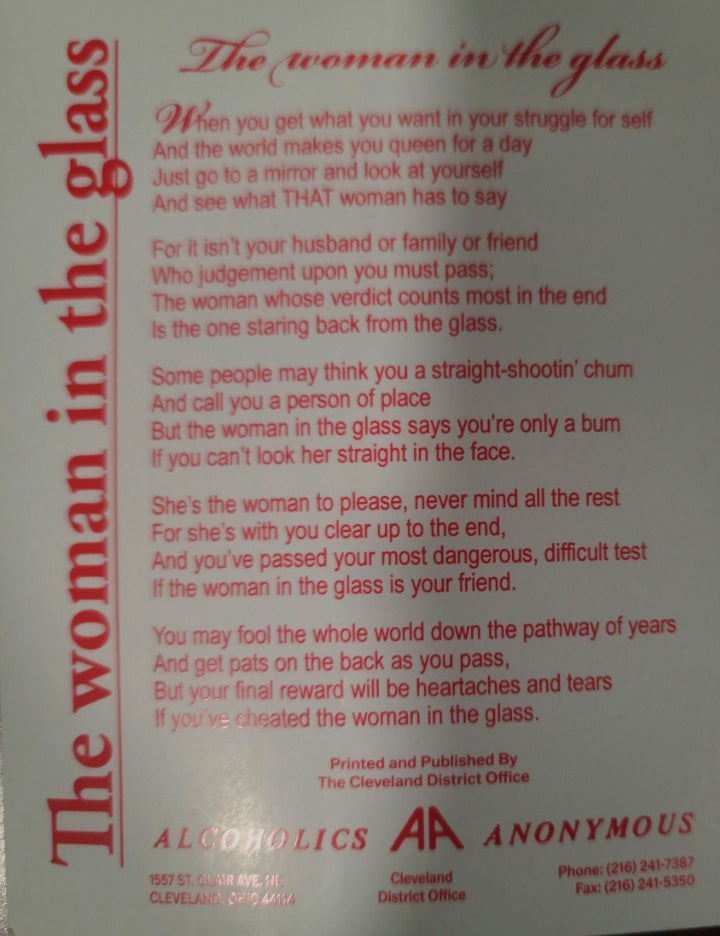 The woman in the glass
The woman in the glass
When you get what you want in your struggle for self
And the world makes you queen for a day
Just go to a mirror and look at yourself
And see what THAT woman has to say
For it isn't your husband or family or friend
Who judgement upon you must pass;
The woman whose verdict counts most in the end
Is the one staring back from the glass.
Some people may think you a straight-shootin' chum
And call you a person of place
But the woman in the glass says you're only a bum
If you can't look her straight in the face.
She's the woman to please, never mind all the rest
For she's with you clear up to the end,
And you've passed your most dangerous, difficult test
If the woman in the glass is your friend.
You may fool the whole world down the pathway of years
And get pats on the back as you pass,
But your final reward will be heartaches and tears
If you've cheated the woman in the glass.
Printed and Published By
The Cleveland District Office
ALCOHOLICS AA ANONYMOUS
1557 ST. CLAIR AVE. NE
CLEVELAND, OHIO 44114
Cleveland
District Office
Phone: (216) 241-7387
Fax: (216) 241-5350